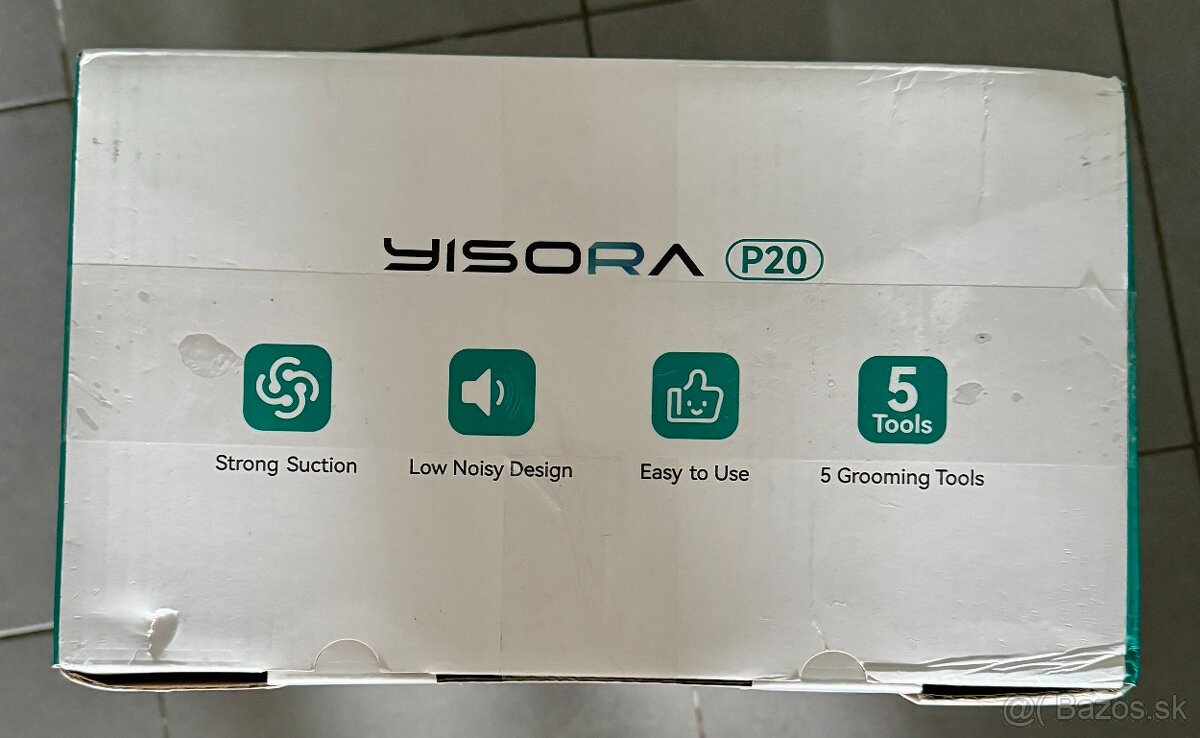 YISORA P20
5
Tools
Strong Suction
Low Noisy Design
Easy to Use
5 Grooming Tools
@( Bazos.sk